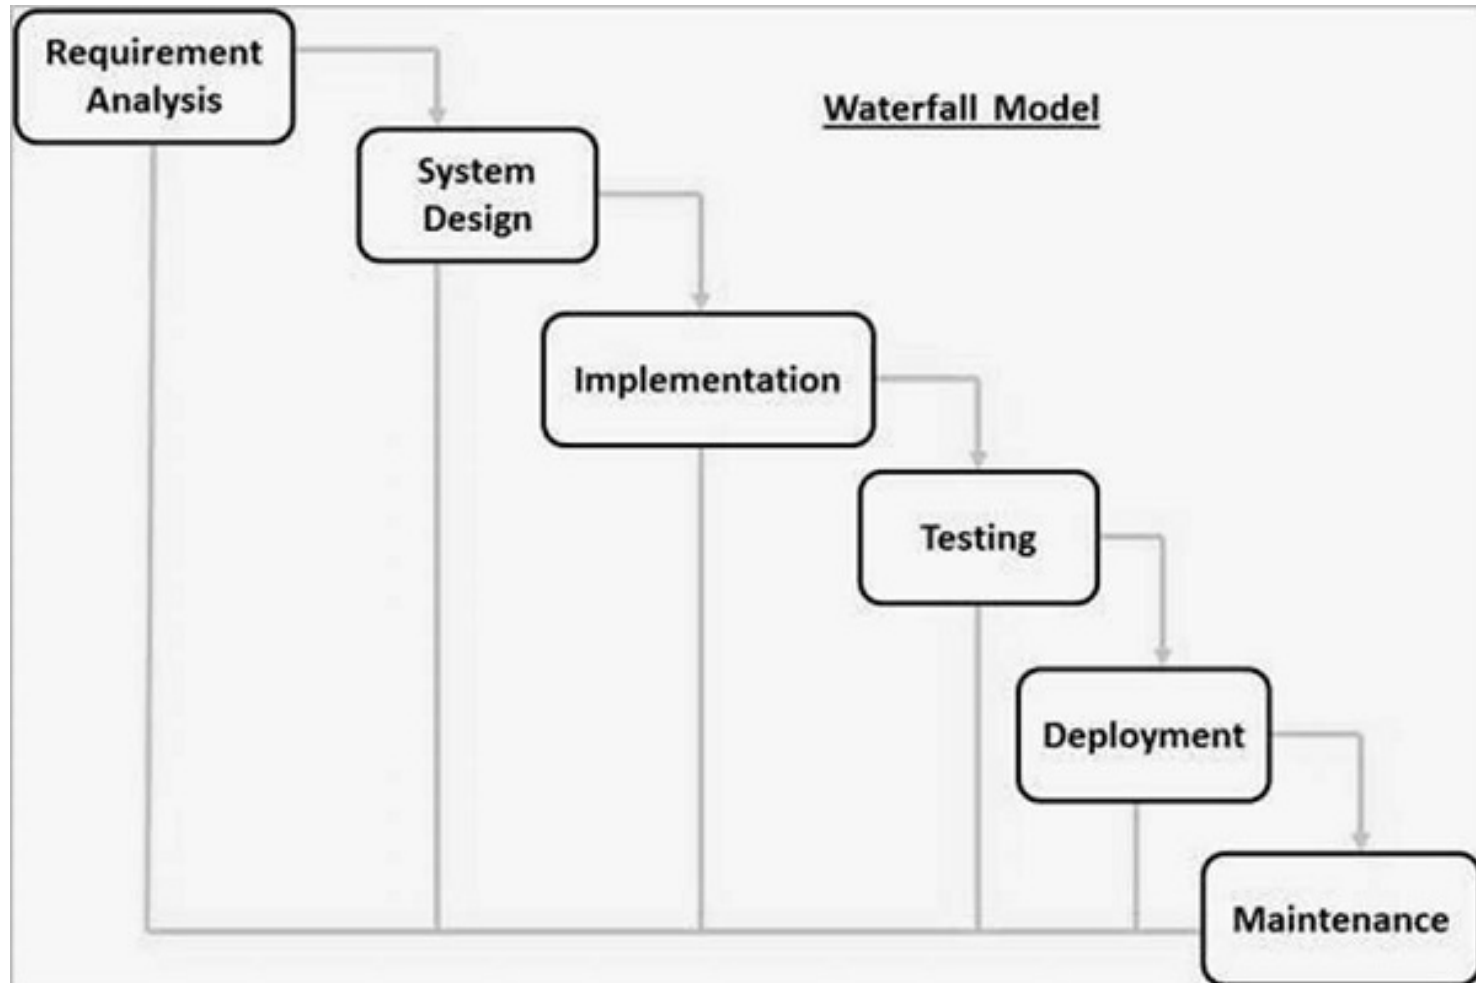 Requirement
Analysis
Waterfall Model
System
Design
Implementation
Testing
Deployment
Maintenance